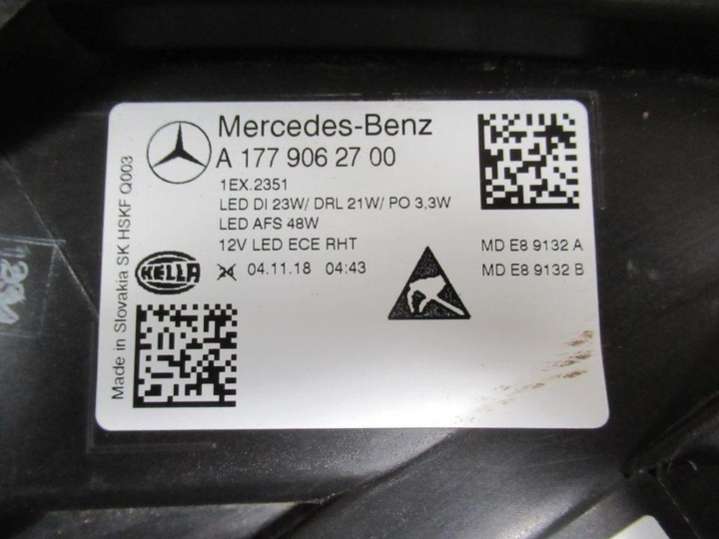 Mercedes-Benz
A 177 906 27 00
1EX.2351
LED DI 23W/ DRL 21W/ PO 3,3W
LED AFS 48W
12V LED ECE RHT
MD E8 9132 A
HELLA
04.11.18 04:43
MD E8 9132 B
Made in Slovakia SK HSKF Q003